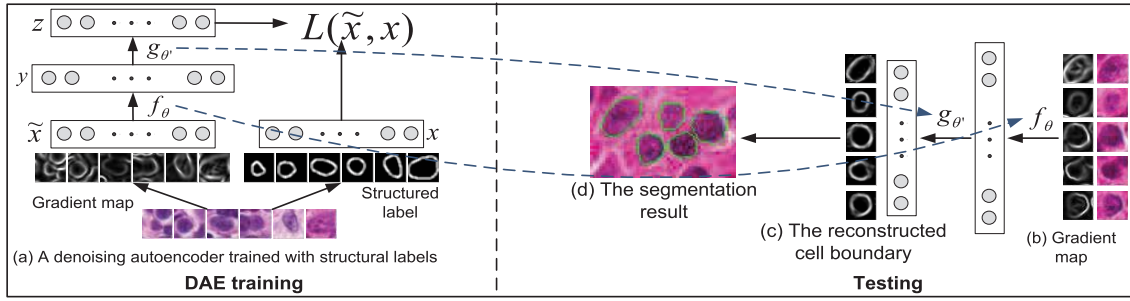 z
L(x̃, x)
g_θ'
y
f_θ
x̃
x
Gradient map
Structured
label
(a) A denoising autoencoder trained with structural labels
DAE training
(d) The segmentation
result
g_θ'
f_θ
(c) The reconstructed
cell boundary
(b) Gradient
map
Testing